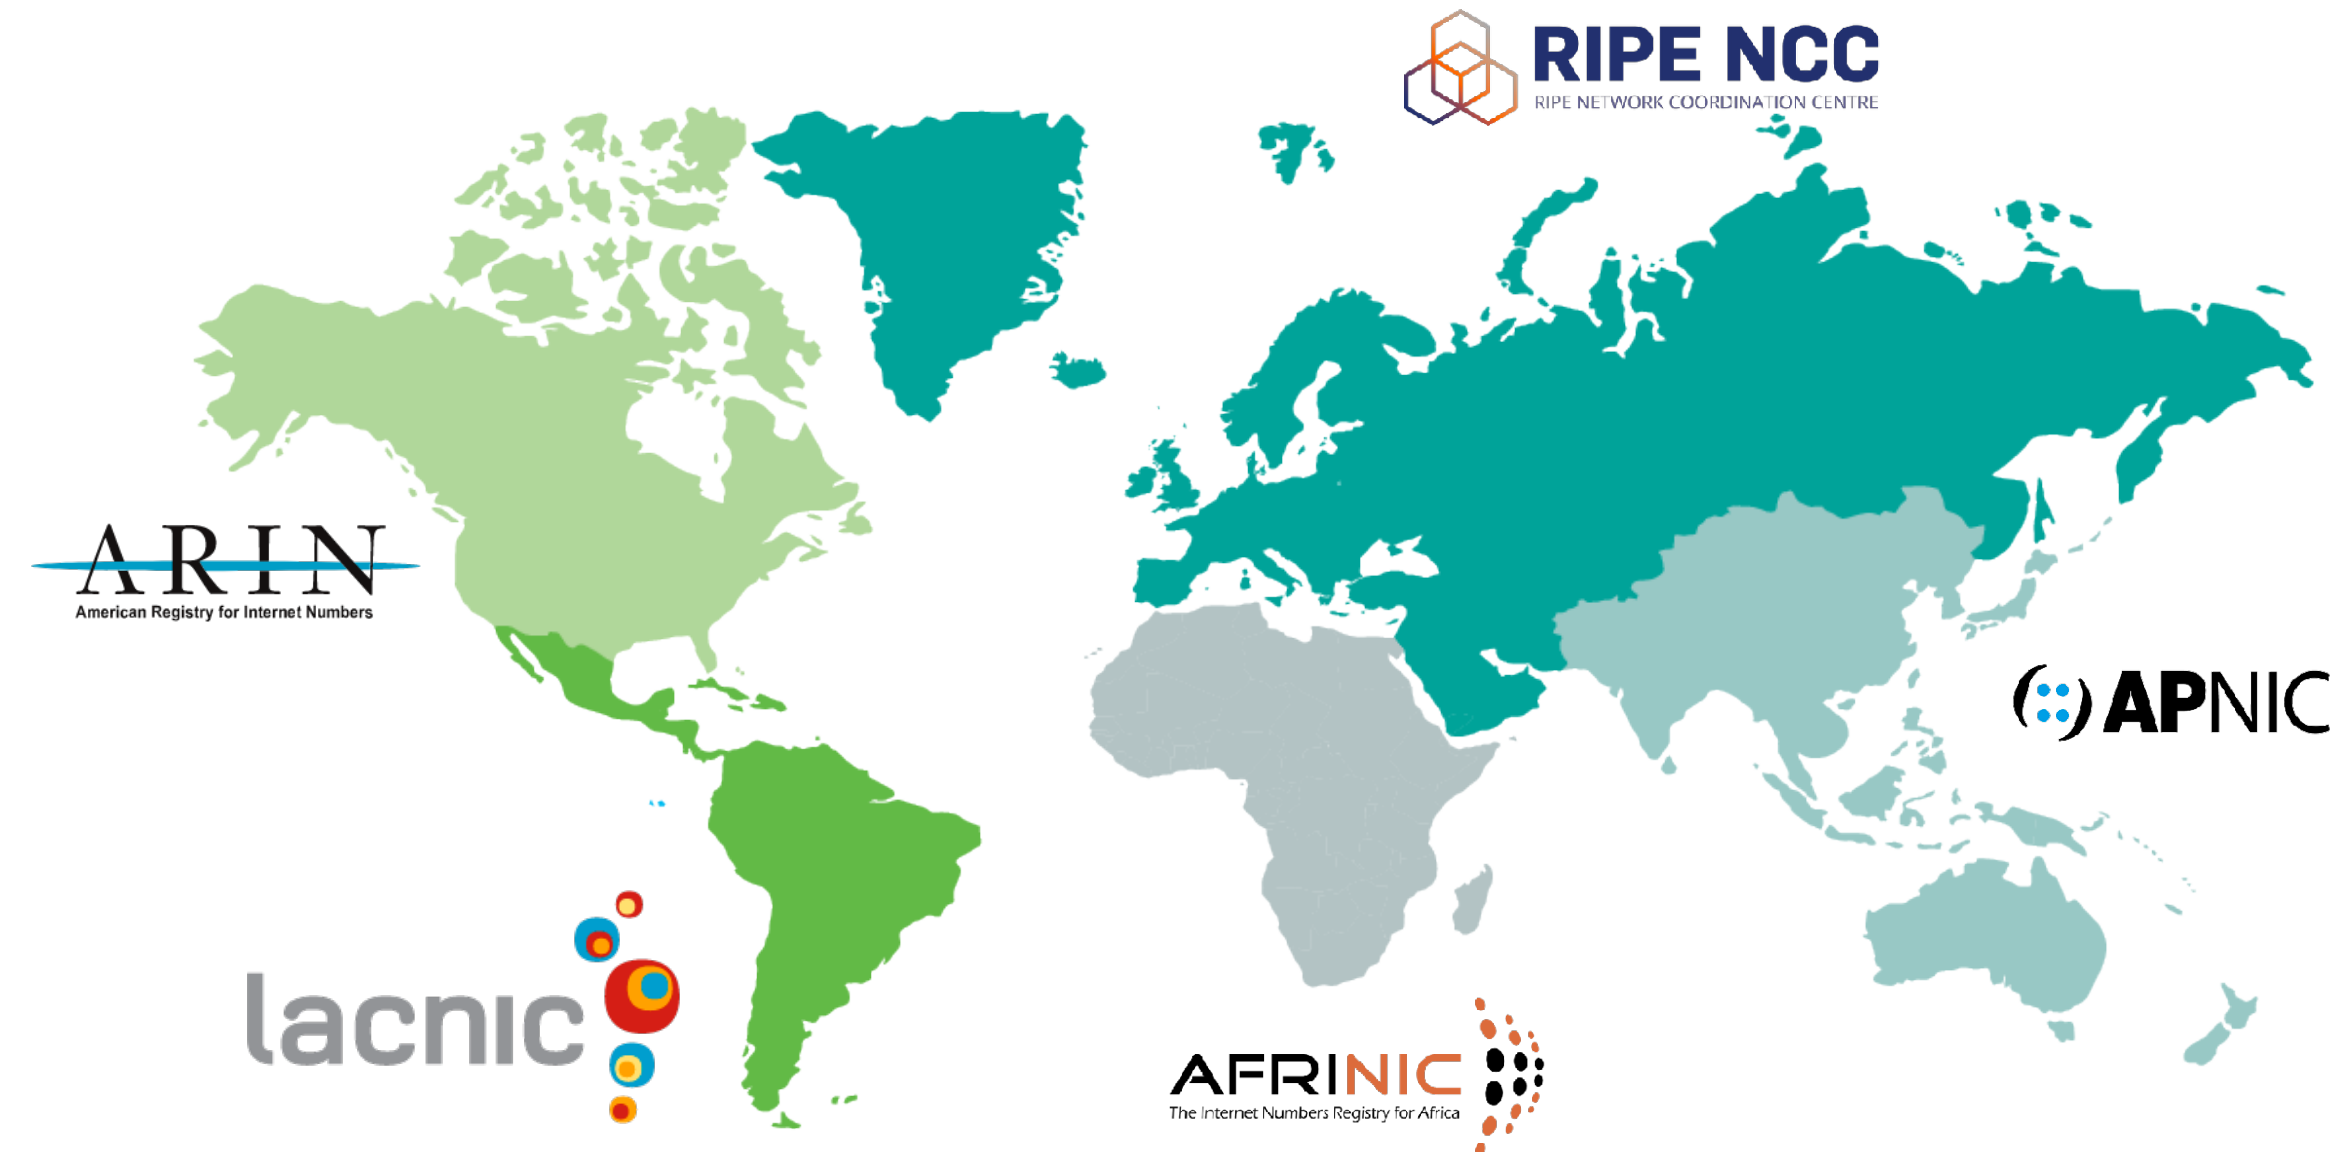 RIPE NCC
RIPE NETWORK COORDINATION CENTRE
ARIN
American Registry for Internet Numbers
APNIC
lacnic
AFRINIC
The Internet Numbers Registry for Africa